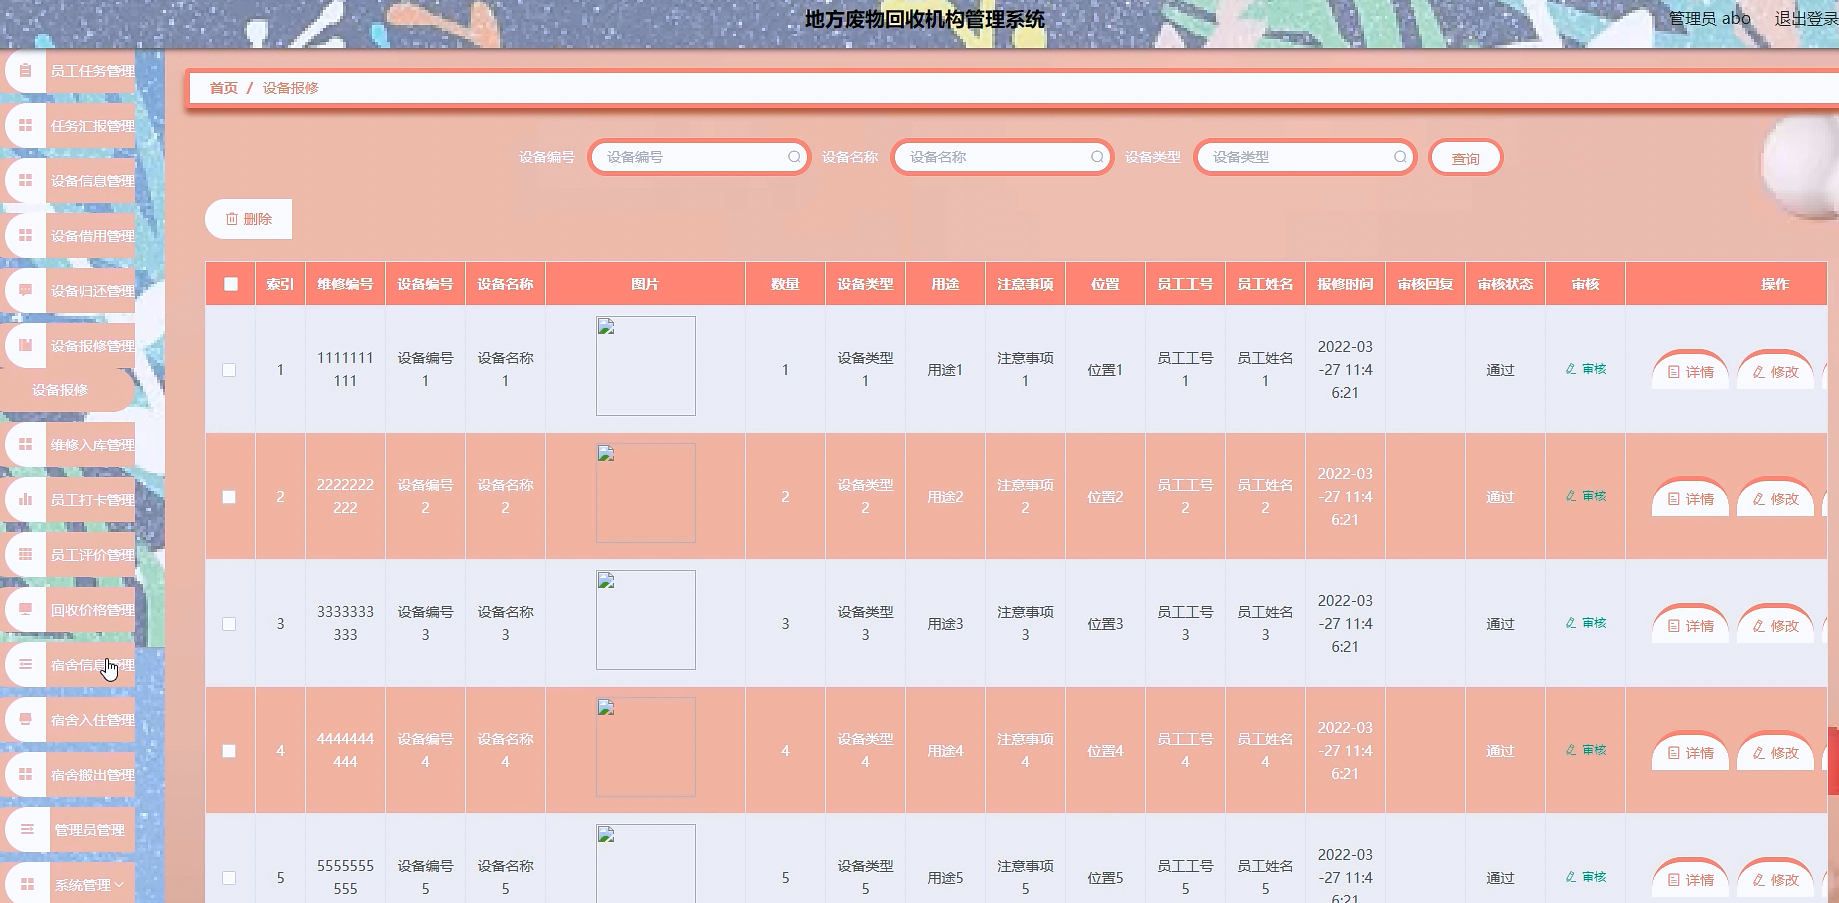 地方废物回收机构管理系统
管理员 abo 退出登录
员工任务管理
任务汇报管理
设备信息管理
设备借用管理
设备归还管理
设备报修管理
设备报修
维修入库管理
员工打卡管理
员工评价管理
回收价格管理
宿舍信息管理
宿舍入住管理
宿舍搬出管理
管理员管理
系统管理
首页 / 设备报修
设备编号 设备编号 设备名称 设备名称 设备类型 设备类型 查询
删除
索引 维修编号 设备编号 设备名称 图片 数量 设备类型 用途 注意事项 位置 员工工号 员工姓名 报修时间 审核回复 审核状态 审核 操作
1 1111111111 设备编号1 设备名称1 1 设备类型1 用途1 注意事项1 位置1 员工工号1 员工姓名1 2022-03-27 11:46:21 通过 审核 详情 修改
2 2222222222 设备编号2 设备名称2 2 设备类型2 用途2 注意事项2 位置2 员工工号2 员工姓名2 2022-03-27 11:46:21 通过 审核 详情 修改
3 3333333333 设备编号3 设备名称3 3 设备类型3 用途3 注意事项3 位置3 员工工号3 员工姓名3 2022-03-27 11:46:21 通过 审核 详情 修改
4 4444444444 设备编号4 设备名称4 4 设备类型4 用途4 注意事项4 位置4 员工工号4 员工姓名4 2022-03-27 11:46:21 通过 审核 详情 修改
5 5555555555 设备编号5 设备名称5 5 设备类型5 用途5 注意事项5 位置5 员工工号5 员工姓名5 2022-03-27 11:46:21 通过 审核 详情 修改